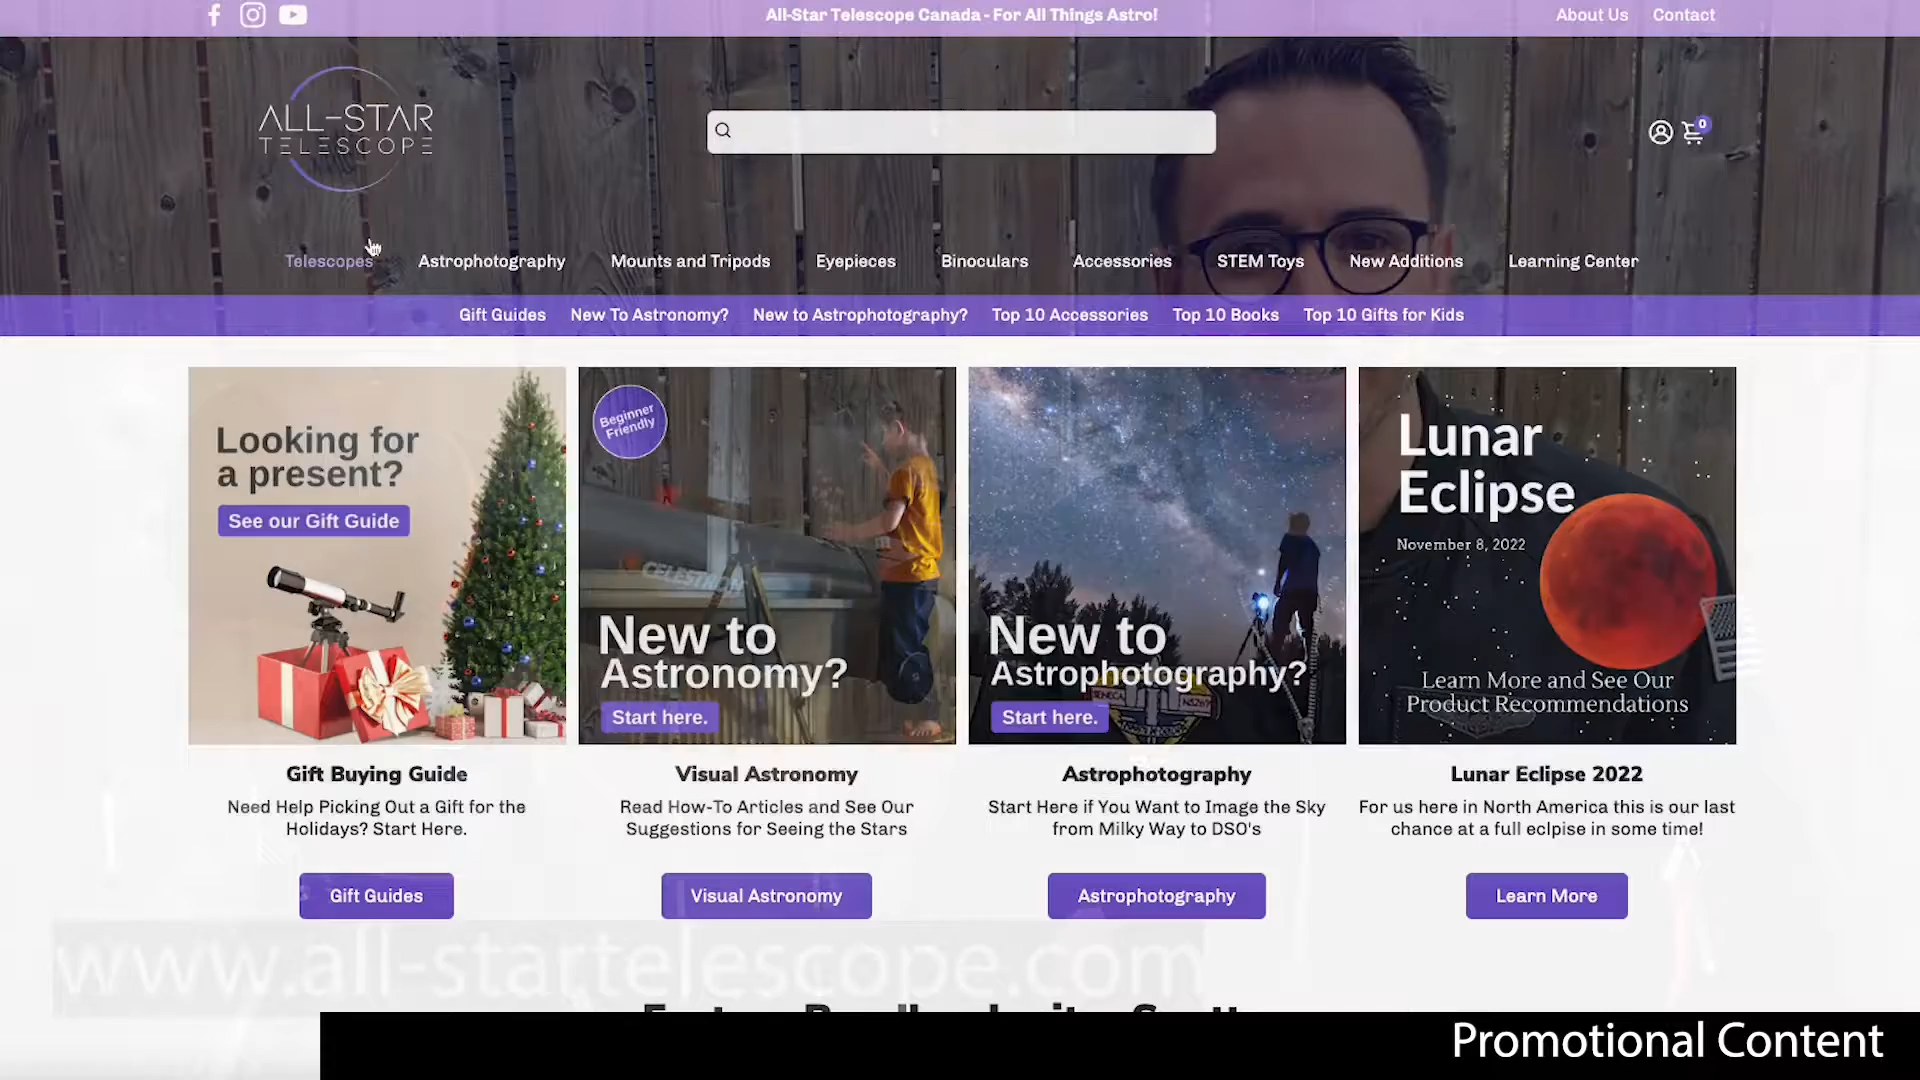 All-Star Telescope Canada - For All Things Astro!
About Us
Contact
ALL-STAR
TELESCOPE
0
Telescopes
Astrophotography
Mounts and Tripods
Eyepieces
Binoculars
Accessories
STEM Toys
New Additions
Learning Center
Gift Guides
New To Astronomy?
New to Astrophotography?
Top 10 Accessories
Top 10 Books
Top 10 Gifts for Kids
Looking for
a present?
See our Gift Guide
Beginner
Friendly
CELESTRON
New to
Astronomy?
Start here.
New to
Astrophotography?
Start here.
SENECA
Lunar
Eclipse
November 8, 2022
Learn More and See Our
Product Recommendations
Gift Buying Guide
Need Help Picking Out a Gift for the
Holidays? Start Here.
Gift Guides
Visual Astronomy
Read How-To Articles and See Our
Suggestions for Seeing the Stars
Visual Astronomy
Astrophotography
Start Here if You Want to Image the Sky
from Milky Way to DSO's
Astrophotography
Lunar Eclipse 2022
For us here in North America this is our last
chance at a full eclpise in some time!
Learn More
www.all-startelescope.com
Promotional Content